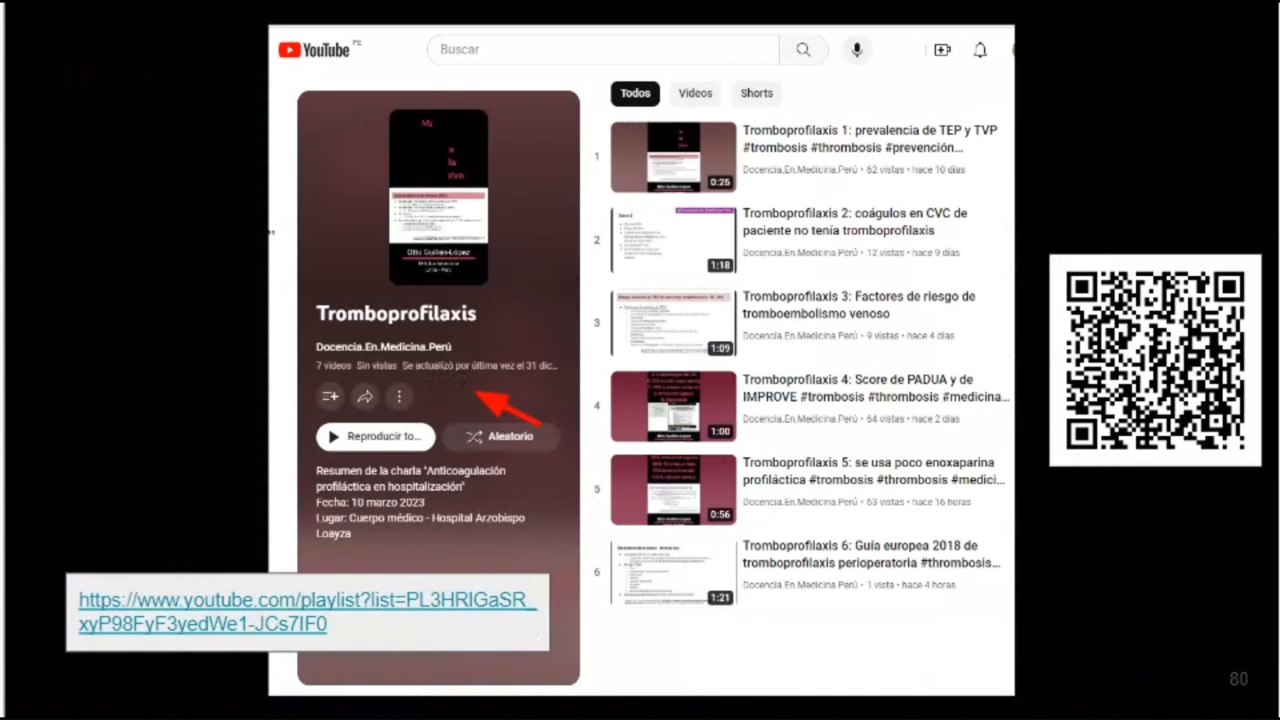 YouTube PE
Buscar
Todos
Videos
Shorts
Otto Guillén-López
Tromboprofilaxis
Docencia.En.Medicina.Perú
7 videos Sin vistas Se actualizó por última vez el 31 dic...
Reproducir to...
Aleatorio
Resumen de la charla "Anticoagulación
profiláctica en hospitalización"
Fecha: 10 marzo 2023
Lugar: Cuerpo médico - Hospital Arzobispo
Loayza
https://www.youtube.com/playlist?list=PL3HRlGaSR_
xyP98FyF3yedWe1-JCs7IF0
1
0:25
Tromboprofilaxis 1: prevalencia de TEP y TVP
#trombosis #thrombosis #prevención...
Docencia.En.Medicina.Perú • 62 vistas • hace 10 días
2
1:18
Tromboprofilaxis 2: coágulos en CVC de
paciente no tenía tromboprofilaxis
Docencia.En.Medicina.Perú • 12 vistas • hace 9 días
3
1:09
Tromboprofilaxis 3: Factores de riesgo de
tromboembolismo venoso
Docencia.En.Medicina.Perú • 9 vistas • hace 4 días
4
1:00
Tromboprofilaxis 4: Score de PADUA y de
IMPROVE #trombosis #thrombosis #medicina...
Docencia.En.Medicina.Perú • 64 vistas • hace 2 días
5
0:56
Tromboprofilaxis 5: se usa poco enoxaparina
profiláctica #trombosis #thrombosis #medici...
Docencia.En.Medicina.Perú • 63 vistas • hace 16 horas
6
1:21
Tromboprofilaxis 6: Guía europea 2018 de
tromboprofilaxis perioperatoria #thrombosis...
Docencia.En.Medicina.Perú • 1 vista • hace 4 horas
80